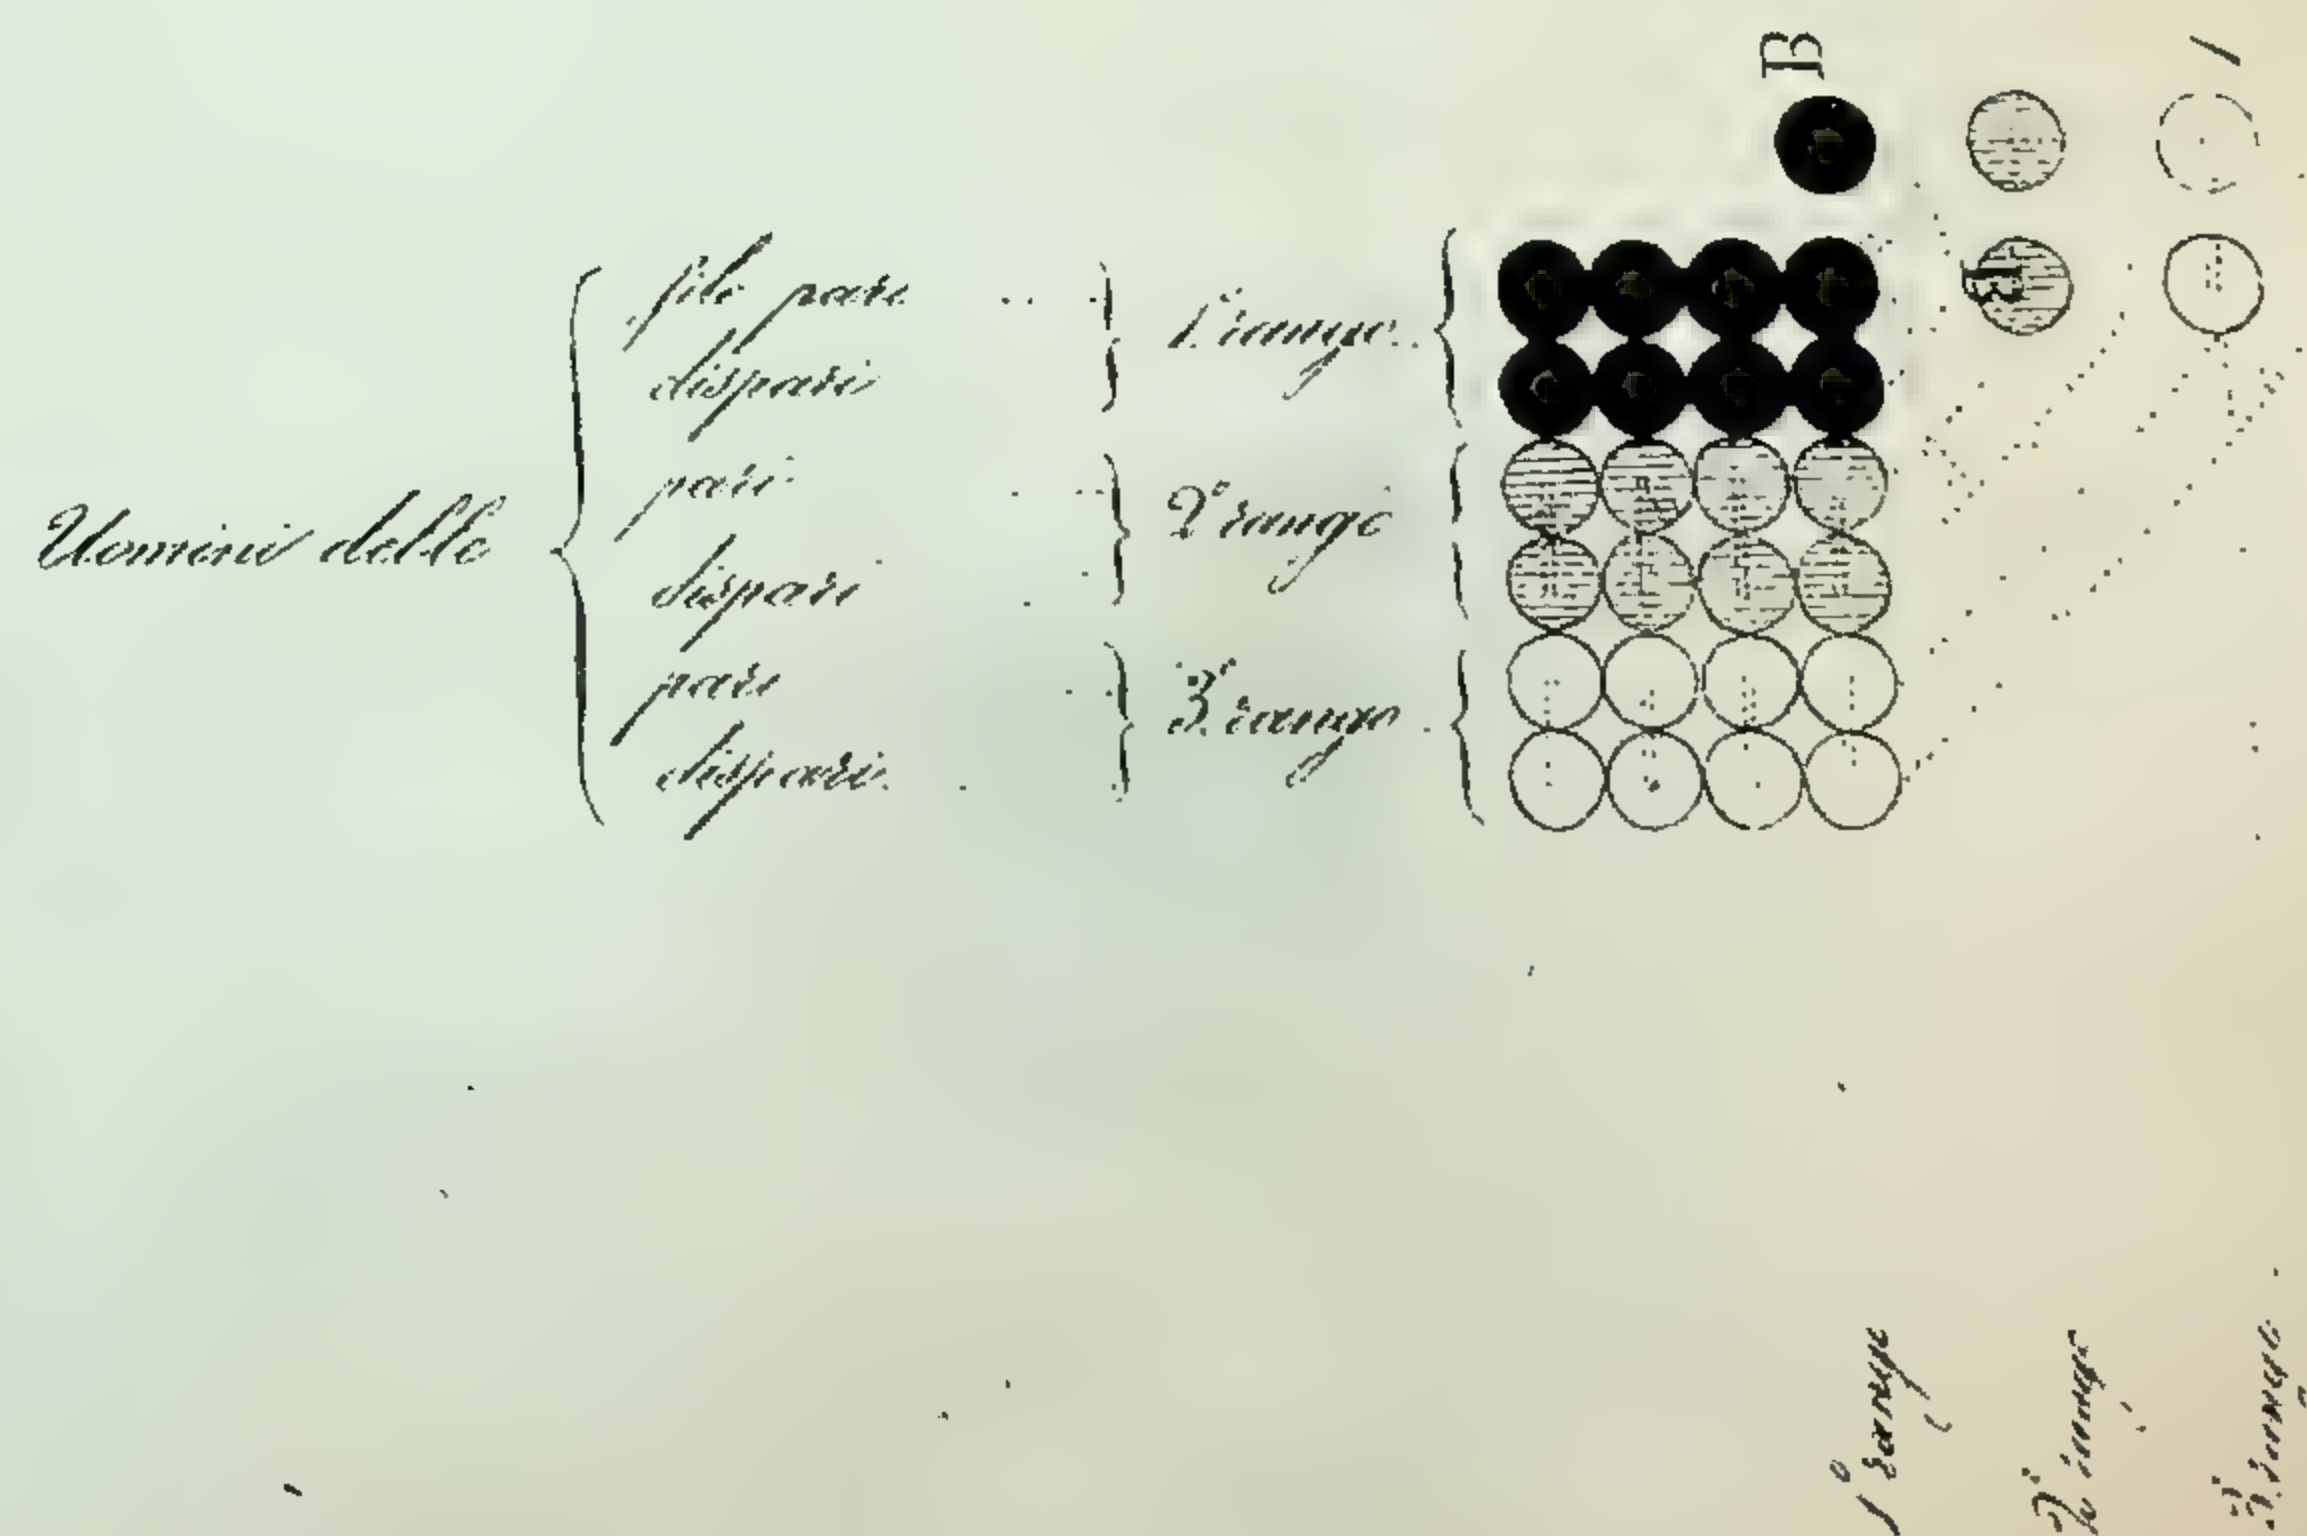 B
file pari
dispari
1° rango
pari
dispari
2° rango
Uomini delle
pari
dispari
3° rango
1° rango
2° rango
3° rango